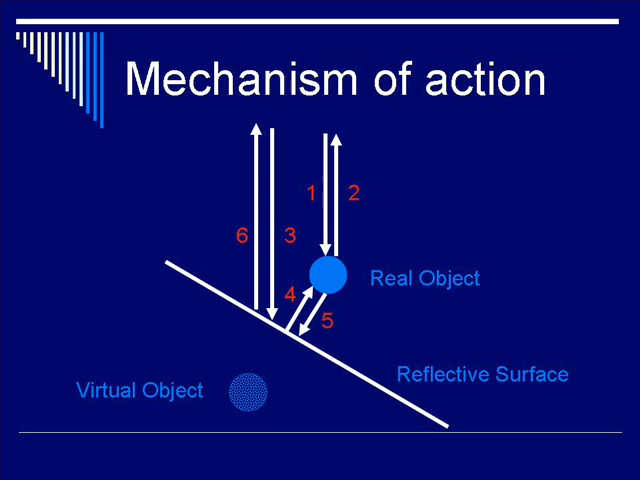 Mechanism of action
1
2
6
3
Real Object
4
5
Reflective Surface
Virtual Object